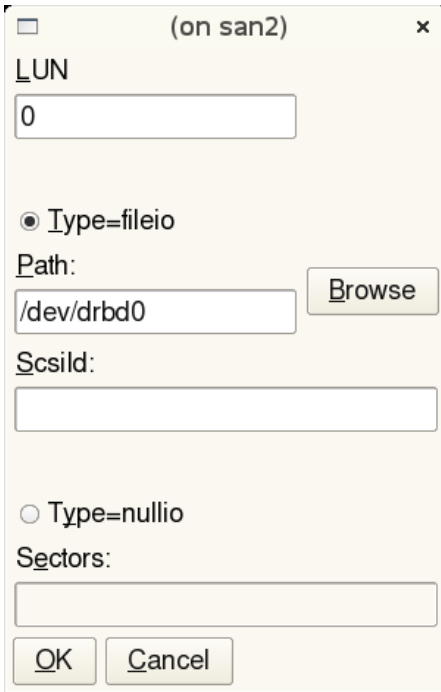 (on san2)
LUN
0
Type=fileio
Path:
/dev/drbd0
Browse
ScsiId:
Type=nullio
Sectors:
OK Cancel